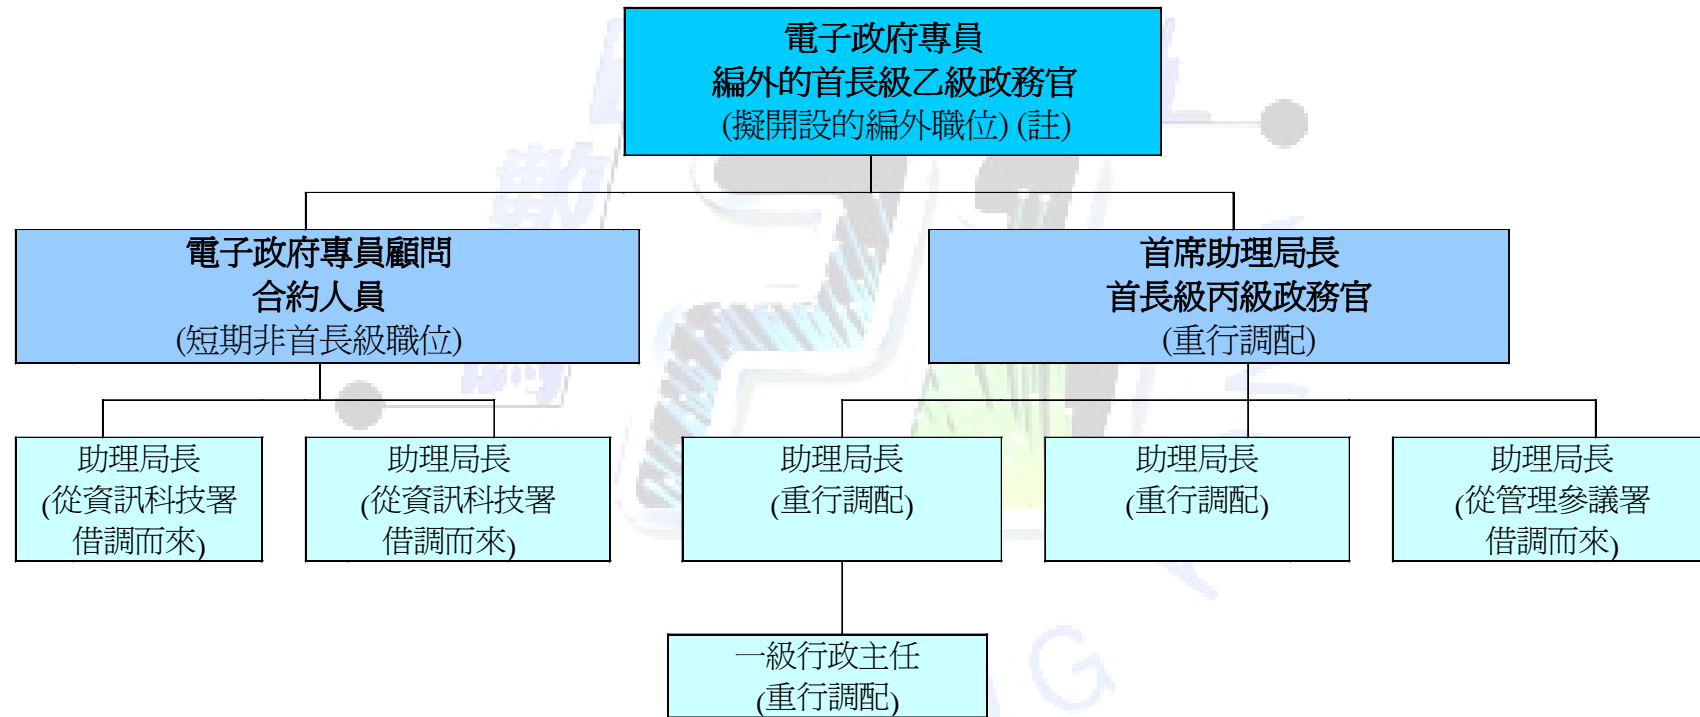 電子政府專員
編外的首長級乙級政務官
(擬開設的編外職位) (註)
電子政府專員顧問
合約人員
(短期非首長級職位)
首席助理局長
首長級丙級政務官
(重行調配)
助理局長
(從資訊科技署
借調而來)
助理局長
(從資訊科技署
借調而來)
助理局長
(重行調配)
助理局長
(重行調配)
助理局長
(從管理參議署
借調而來)
一級行政主任
(重行調配)